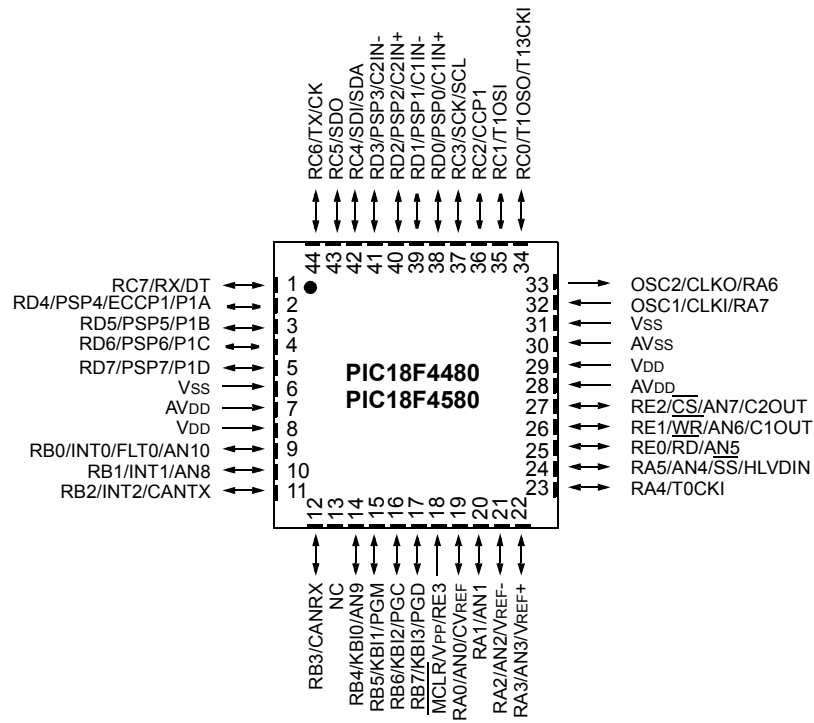 RC6/TX/CK
RC5/SDO
RC4/SDI/SDA
RD3/PSP3/C2IN-
RD2/PSP2/C2IN+
RD1/PSP1/C1IN-
RD0/PSP0/C1IN+
RC3/SCK/SCL
RC2/CCP1
RC1/T1OSI
RC0/T1OSO/T13CKI
44
43
42
41
40
39
38
37
36
35
34
RC7/RX/DT
RD4/PSP4/ECCP1/P1A
RD5/PSP5/P1B
RD6/PSP6/P1C
RD7/PSP7/P1D
VSS
AVDD
VDD
RB0/INT0/FLT0/AN10
RB1/INT1/AN8
RB2/INT2/CANTX
1
2
3
4
5
6
7
8
9
10
11
PIC18F4480
PIC18F4580
33
32
31
30
29
28
27
26
25
24
23
OSC2/CLKO/RA6
OSC1/CLKI/RA7
VSS
AVSS
VDD
AVDD
RE2/CS/AN7/C2OUT
RE1/WR/AN6/C1OUT
RE0/RD/AN5
RA5/AN4/SS/HLVDIN
RA4/T0CKI
12
13
14
15
16
17
18
19
20
21
22
RB3/CANRX
NC
RB4/KBI0/AN9
RB5/KBI1/PGM
RB6/KBI2/PGC
RB7/KBI3/PGD
MCLR/VPP/RE3
RA0/AN0/CVREF
RA1/AN1
RA2/AN2/VREF-
RA3/AN3/VREF+